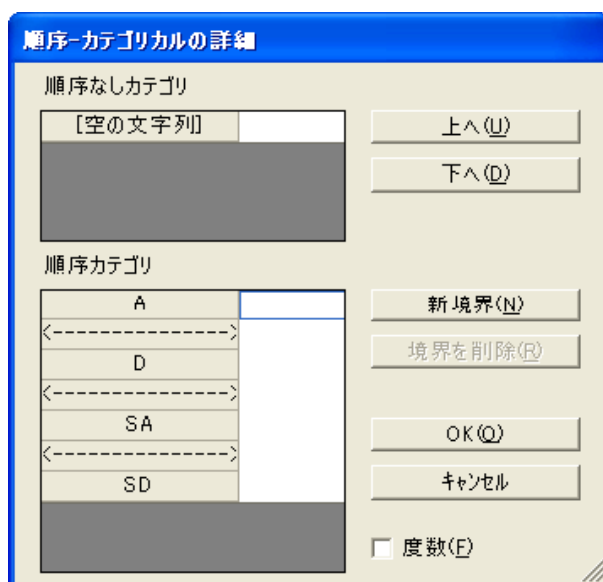 順序-カテゴリカルの詳細
順序なしカテゴリ
[空の文字列]
上へ(U)
下へ(D)
順序カテゴリ
A
<--------------->
D
<--------------->
SA
<--------------->
SD
新境界(N)
境界を削除(R)
OK(O)
キャンセル
度数(F)